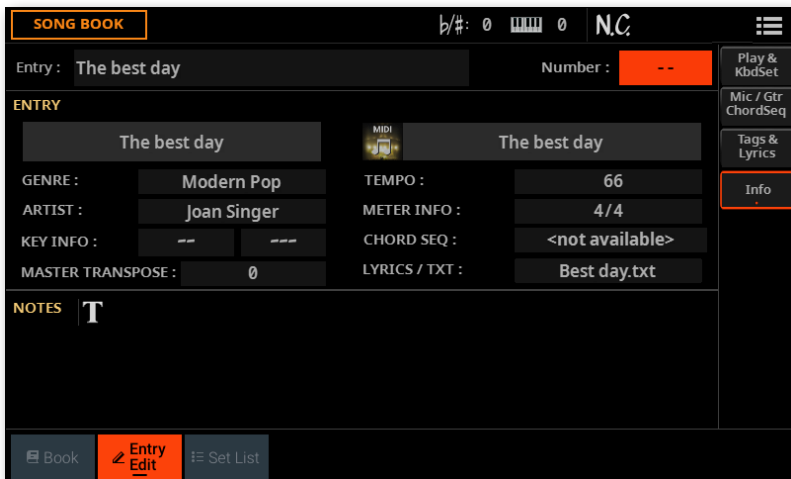 SONG BOOK
♭/#: 0 0 N.C.
Entry : The best day Number : --
Play & KbdSet
ENTRY
Mic / Gtr ChordSeq
The best day MIDI The best day
Tags & Lyrics
GENRE : Modern Pop TEMPO : 66
Info
ARTIST : Joan Singer METER INFO : 4/4
KEY INFO : -- --- CHORD SEQ : <not available>
MASTER TRANSPOSE : 0 LYRICS / TXT : Best day.txt
NOTES T
Book Entry Edit Set List